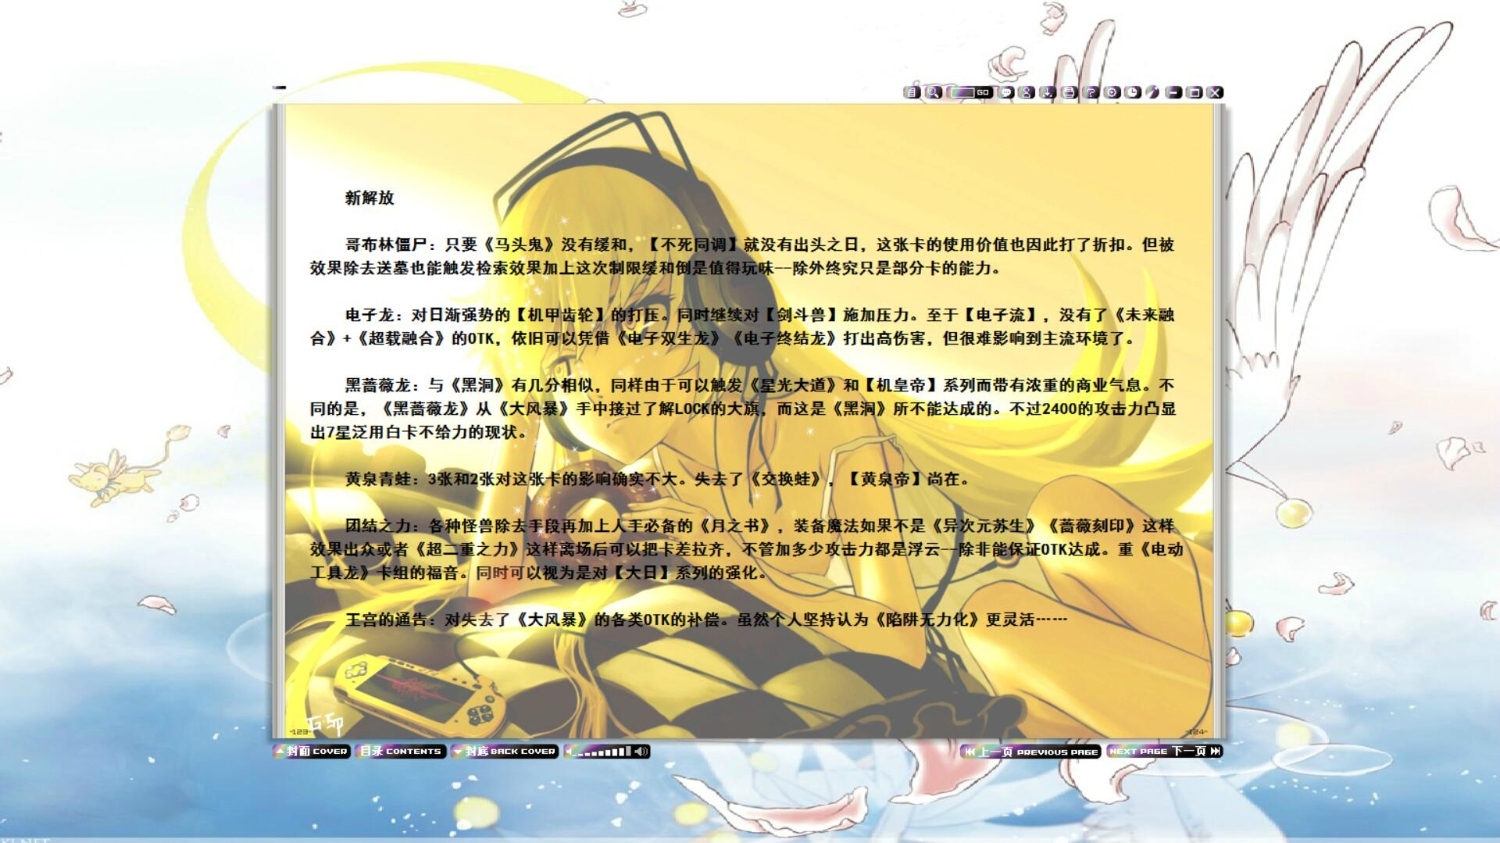 GO
新解放
哥布林僵尸：只要《马头鬼》没有缓和，【不死同调】就没有出头之日，这张卡的使用价值也因此打了折扣。但被
效果除去送墓也能触发检索效果加上这次制限缓和倒是值得玩味--除外终究只是部分卡的能力。
电子龙：对日渐强势的【机甲齿轮】的打压。同时继续对【剑斗兽】施加压力。至于【电子流】，没有了《未来融
合》+《超载融合》的OTK，依旧可以凭借《电子双生龙》《电子终结龙》打出高伤害，但很难影响到主流环境了。
黑蔷薇龙：与《黑洞》有几分相似，同样由于可以触发《星光大道》和【机皇帝】系列而带有浓重的商业气息。不
同的是，《黑蔷薇龙》从《大风暴》手中接过了解LOCK的大旗，而这是《黑洞》所不能达成的。不过2400的攻击力凸显
出7星泛用白卡不给力的现状。
黄泉青蛙：3张和2张对这张卡的影响确实不大。失去了《交换蛙》，【黄泉帝】尚在。
团结之力：各种怪兽除去手段再加上人手必备的《月之书》，装备魔法如果不是《异次元苏生》《蔷薇刻印》这样
效果出众或者《超二重之力》这样离场后可以把卡差拉齐，不管加多少攻击力都是浮云--除非能保证OTK达成。重《电动
工具龙》卡组的福音。同时可以视为是对【大日】系列的强化。
王宫的通告：对失去了《大风暴》的各类OTK的补偿。虽然个人坚持认为《陷阱无力化》更灵活……
G·Sp
-123-
-124-
封面 COVER
目录 CONTENTS
封底 BACK COVER
上一页 PREVIOUS PAGE
NEXT PAGE 下一页